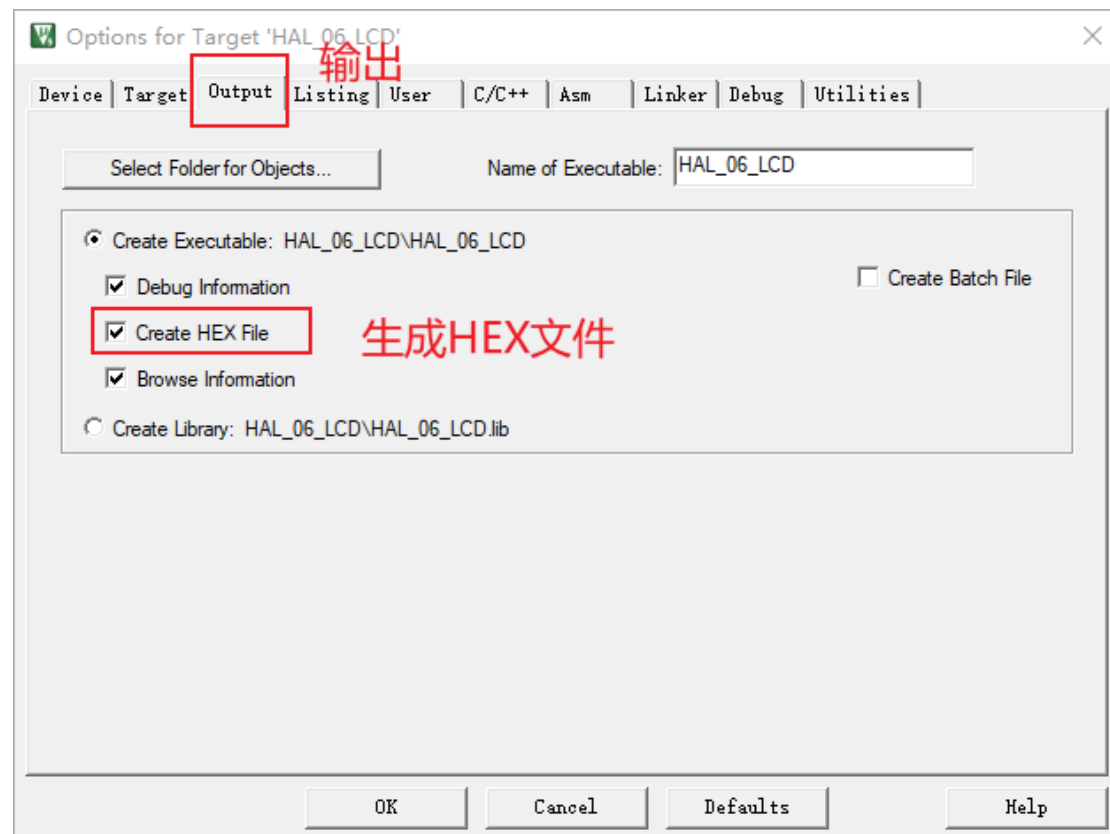 Options for Target 'HAL_06_LCD'
输出
Device Target Output Listing User C/C++ Asm Linker Debug Utilities
Select Folder for Objects... Name of Executable: HAL_06_LCD
Create Executable: HAL_06_LCD\HAL_06_LCD
Debug Information Create Batch File
Create HEX File 生成HEX文件
Browse Information
Create Library: HAL_06_LCD\HAL_06_LCD.lib
OK Cancel Defaults Help